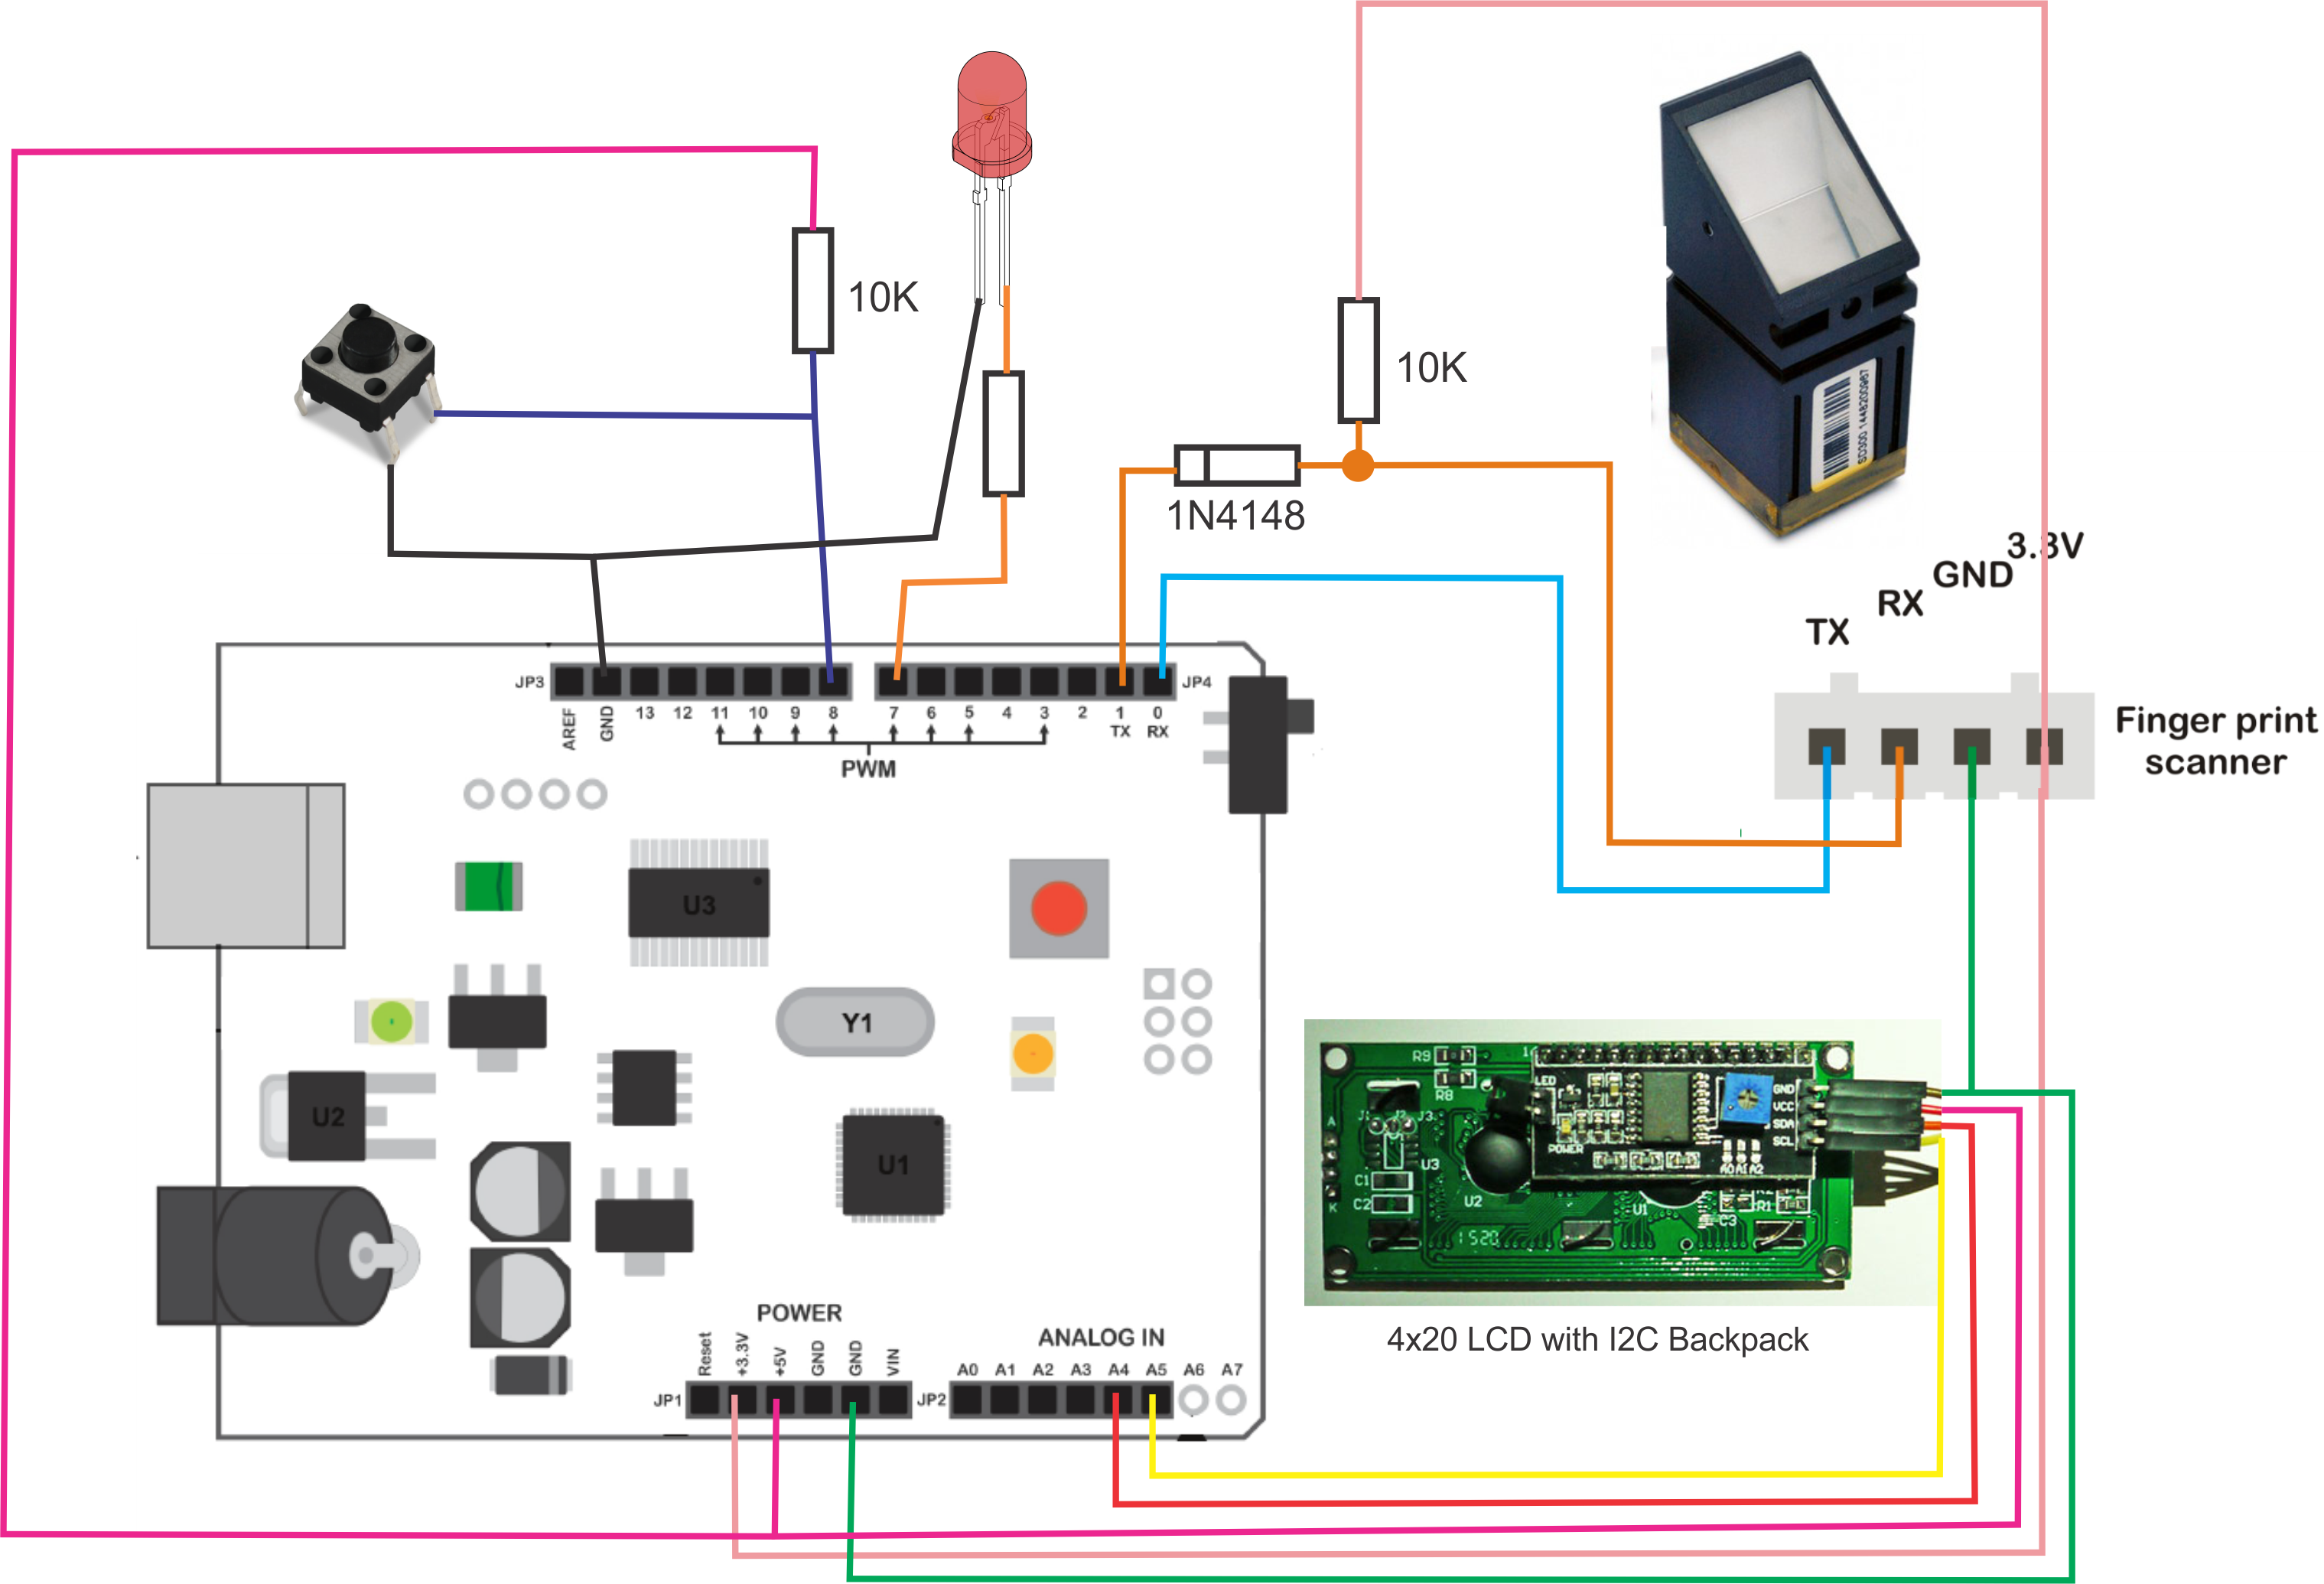 10K
10K
1N4148
SO300 1448200967
3.3V
GND
RX
TX
Finger print
scanner
JP3
JP4
AREF
GND
13
12
11
10
9
8
7
6
5
4
3
2
1
0
TX
RX
PWM
U3
Y1
U2
U1
R9
R8
LED
J1
J2
J3
GND
VCC
SDA
SCL
A
K
POWER
A0 A1 A2
U3
C1
C2
U2
U1
C3
R1
1520
4x20 LCD with I2C Backpack
POWER
Reset
+3.3V
+5V
GND
GND
VIN
JP1
ANALOG IN
A0
A1
A2
A3
A4
A5
A6
A7
JP2